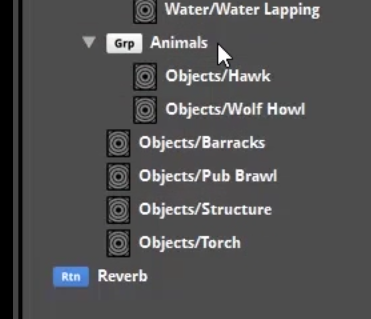 Water/Water Lapping
Grp Animals
Objects/Hawk
Objects/Wolf Howl
Objects/Barracks
Objects/Pub Brawl
Objects/Structure
Objects/Torch
Rtn Reverb